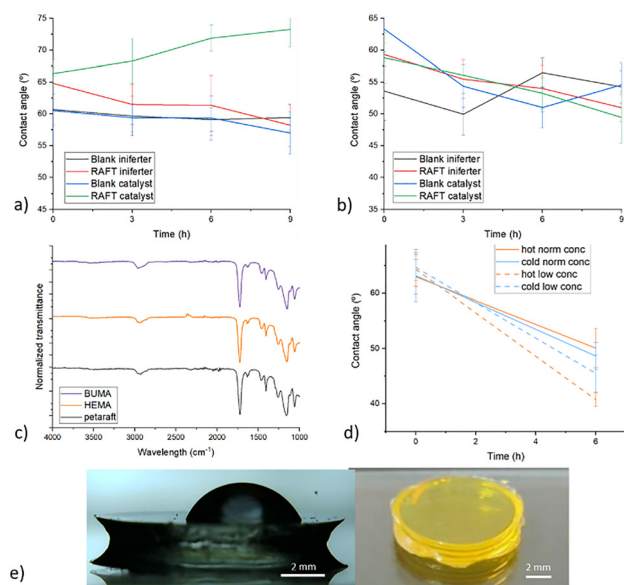 75
70
65
60
55
50
45
Contact angle (º)
Blank iniferter
RAFT iniferter
Blank catalyst
RAFT catalyst
0 3 6 9
Time (h)
a)
65
60
55
50
45
40
35
Contact angle (º)
Blank iniferter
RAFT iniferter
Blank catalyst
RAFT catalyst
0 3 6 9
Time (h)
b)
Normalized transmittance
BUMA
HEMA
petaraft
4000 3500 3000 2500 2000 1500 1000
Wavelength (cm⁻¹)
c)
hot norm conc
cold norm conc
hot low conc
cold low conc
60
50
40
Contact angle (º)
0 2 4 6
Time (h)
d)
e)
2 mm
2 mm